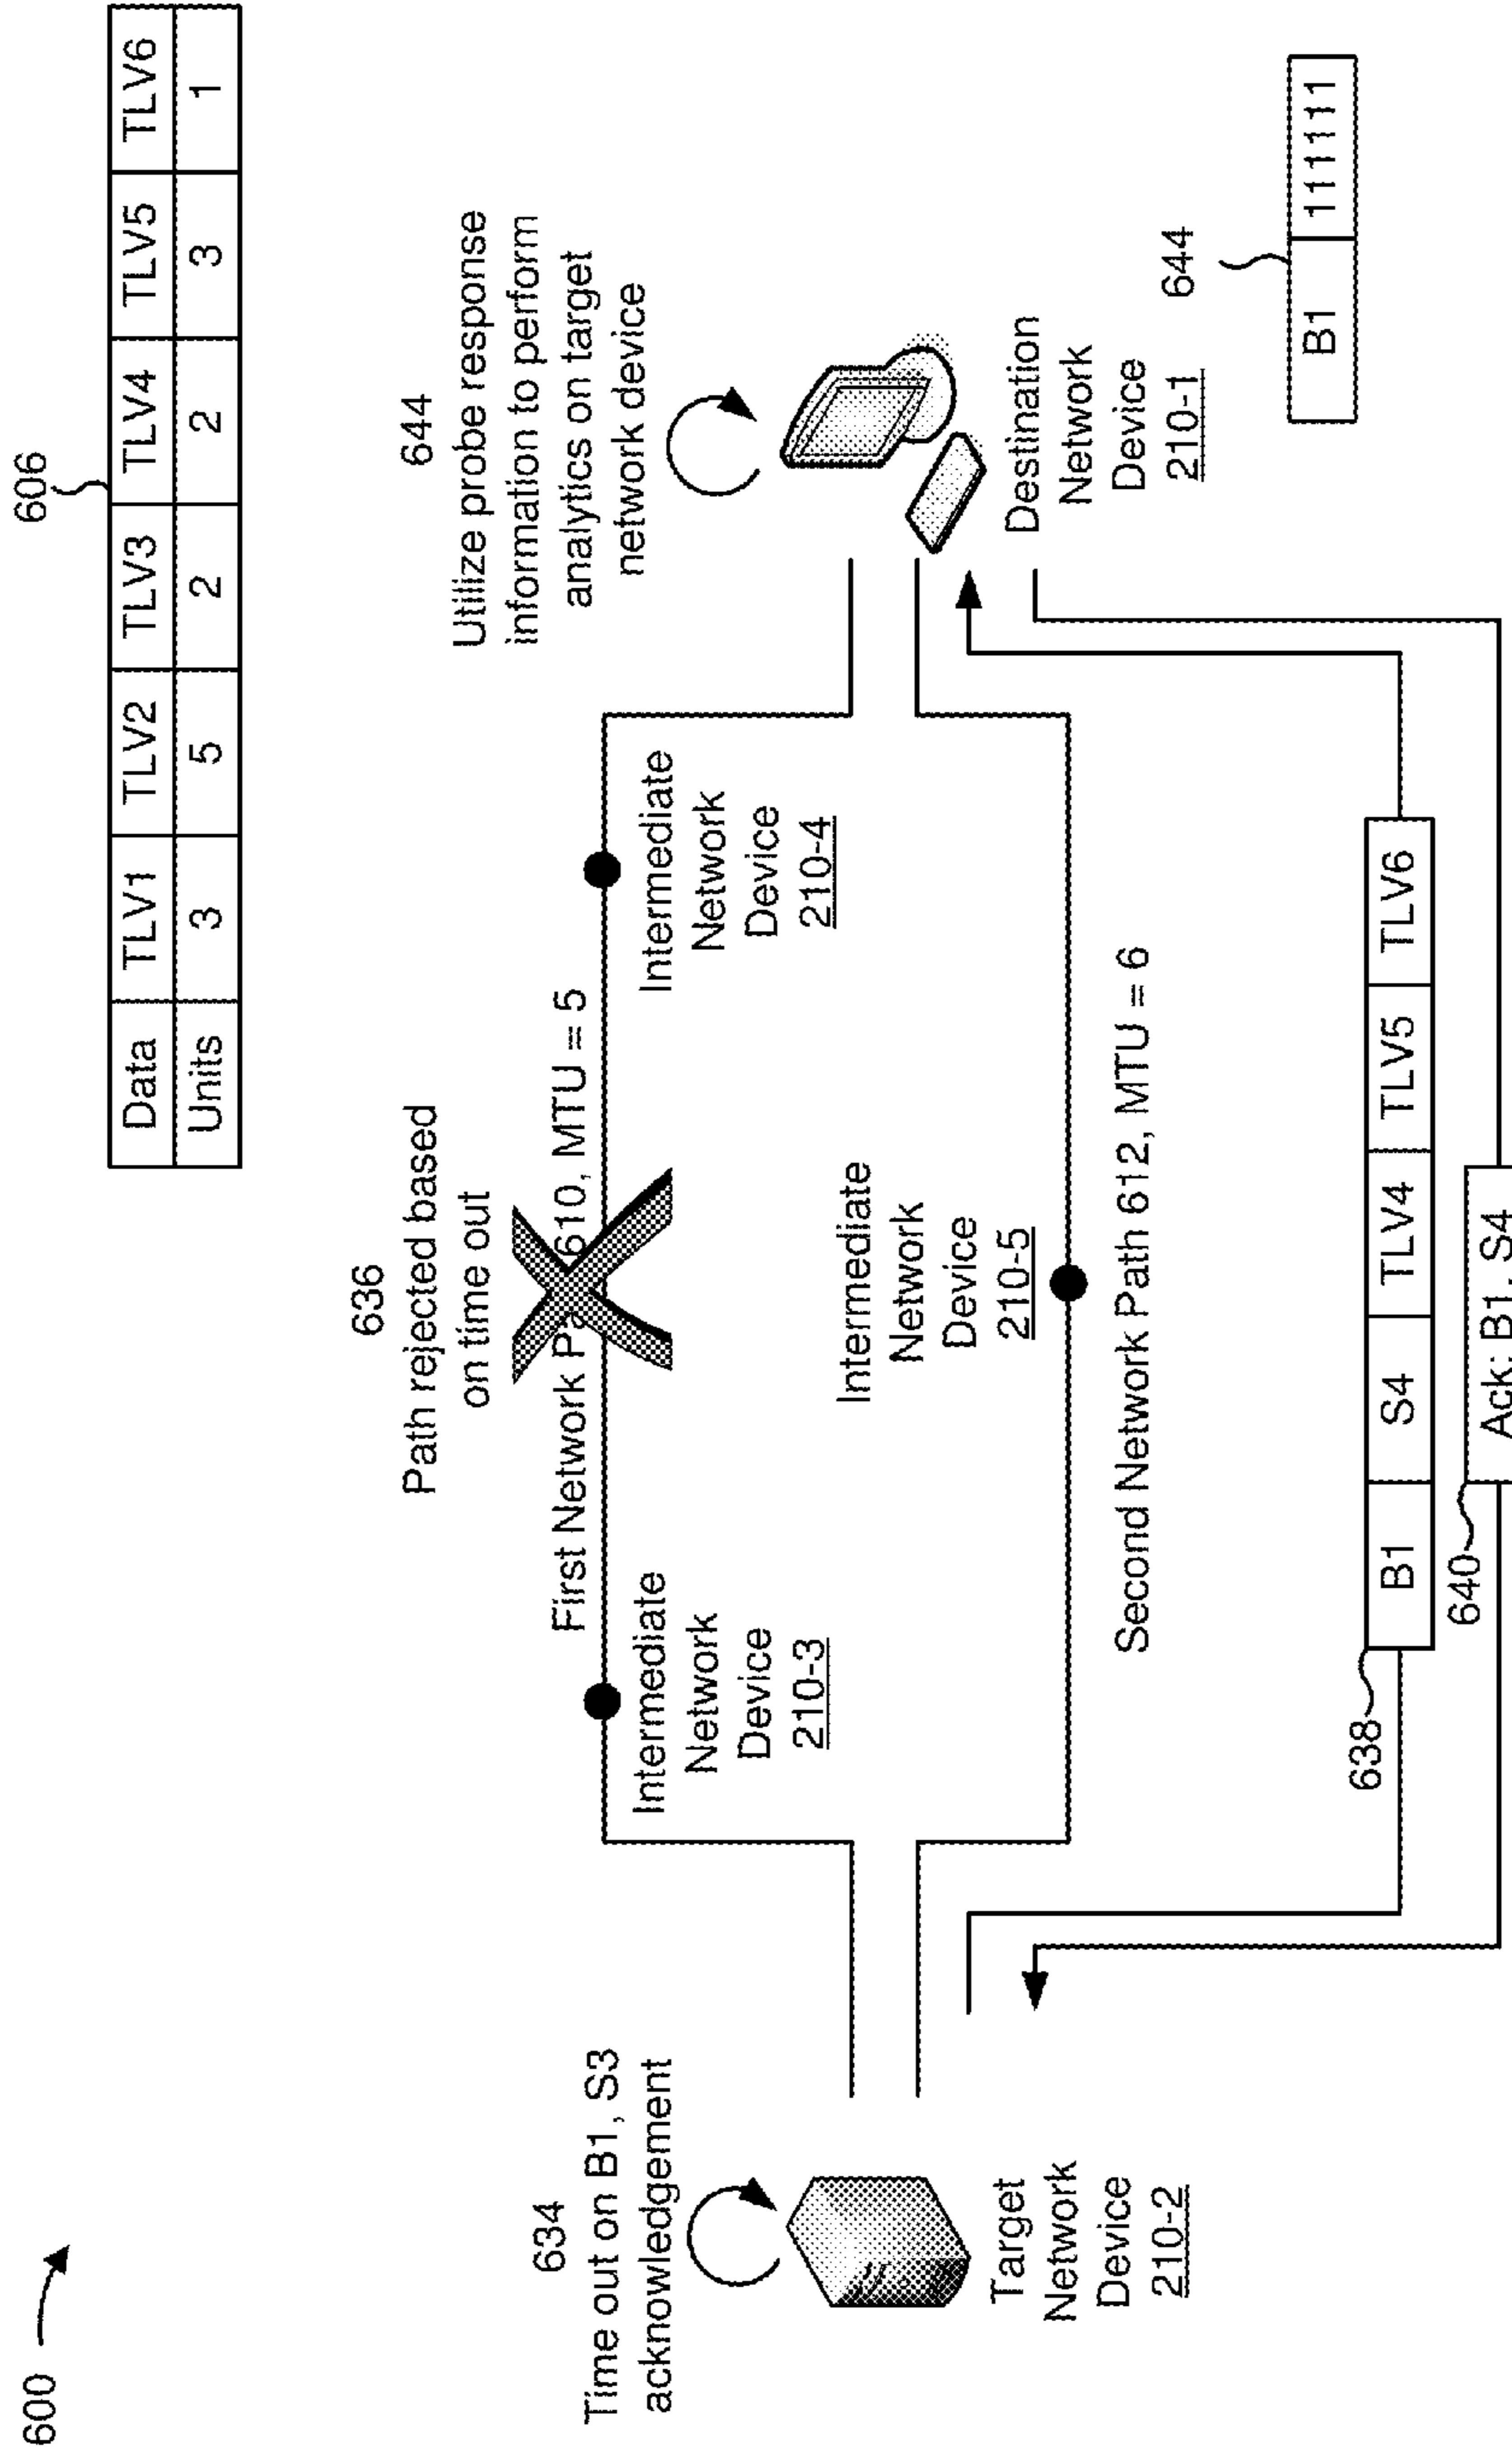 600
606
Data TLV1 TLV2 TLV3 TLV4 TLV5 TLV6
Units 3 5 2 2 3 1
634
Time out on B1, S3
acknowledgement
636
Path rejected based
on time out
644
Utilize probe response
information to perform
analytics on target
network device
First Network Pa 610, MTU = 5
Intermediate
Network
Device
210-3
Intermediate
Network
Device
210-4
Intermediate
Network
Device
210-5
Second Network Path 612, MTU = 6
Target
Network
Device
210-2
Destination
Network
Device
210-1
644
B1 111111
638
B1 S4 TLV4 TLV5 TLV6
640
Ack: B1, S4